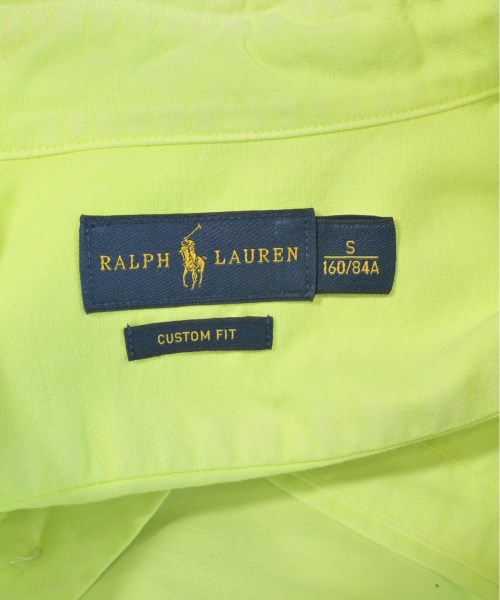 RALPH LAUREN
S
160/84A
CUSTOM FIT